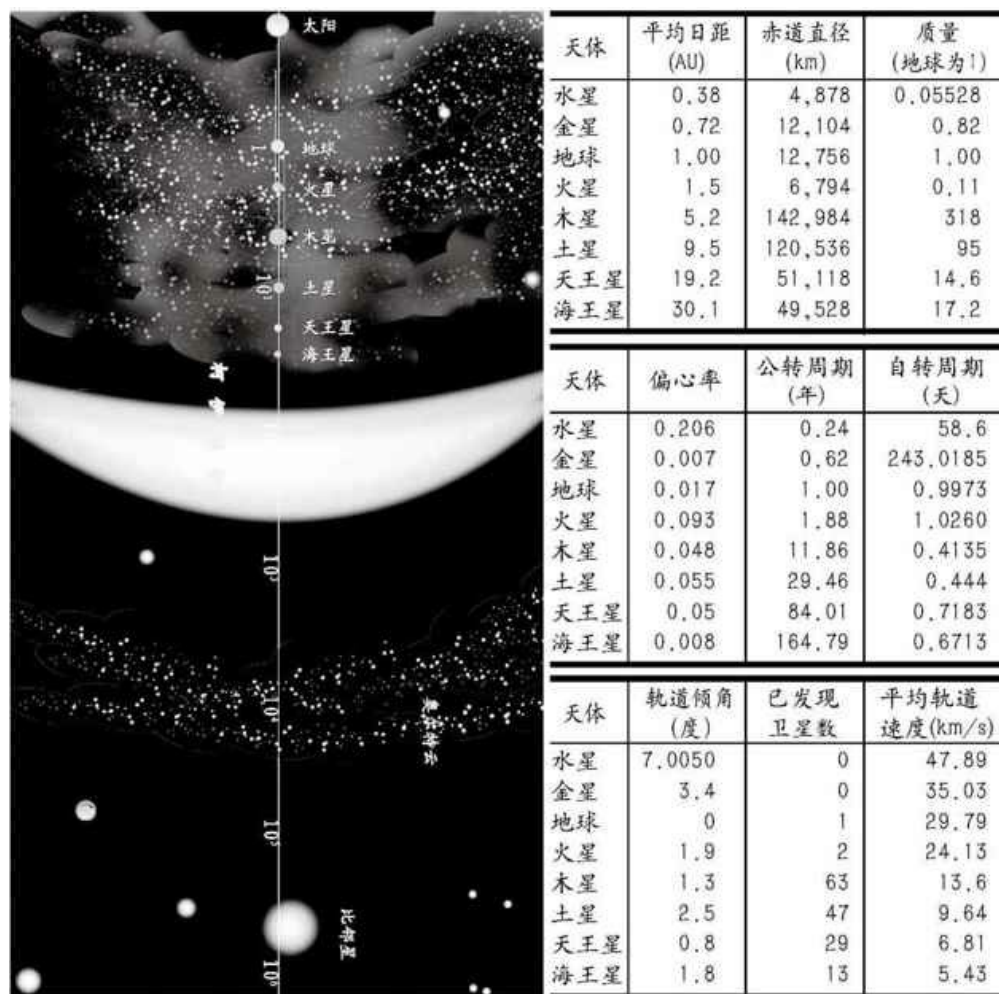 太阳
1
地球
火星
木星
10¹
土星
天王星
海王星
10³
比邻星
10⁶
天体 平均日距(AU) 赤道直径(km) 质量(地球为1)
水星 0.38 4,878 0.05528
金星 0.72 12,104 0.82
地球 1.00 12,756 1.00
火星 1.5 6,794 0.11
木星 5.2 142,984 318
土星 9.5 120,536 95
天王星 19.2 51,118 14.6
海王星 30.1 49,528 17.2
天体 偏心率 公转周期(年) 自转周期(天)
水星 0.206 0.24 58.6
金星 0.007 0.62 243.0185
地球 0.017 1.00 0.9973
火星 0.093 1.88 1.0260
木星 0.048 11.86 0.4135
土星 0.055 29.46 0.444
天王星 0.05 84.01 0.7183
海王星 0.008 164.79 0.6713
天体 轨道倾角(度) 已发现卫星数 平均轨道速度(km/s)
水星 7.0050 0 47.89
金星 3.4 0 35.03
地球 0 1 29.79
火星 1.9 2 24.13
木星 1.3 63 13.6
土星 2.5 47 9.64
天王星 0.8 29 6.81
海王星 1.8 13 5.43